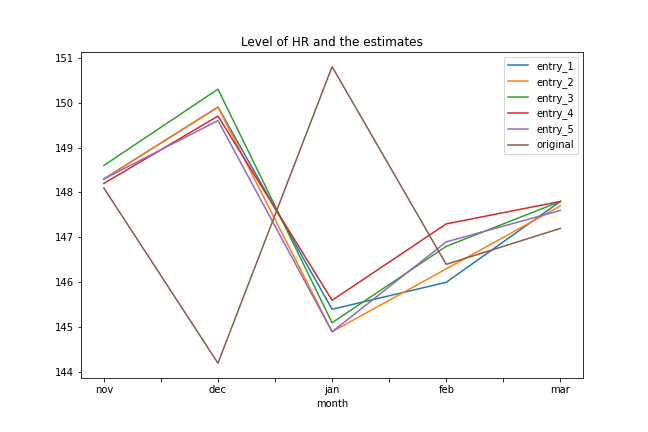 Level of HR and the estimates
151
150
149
148
147
146
145
144
entry_1
entry_2
entry_3
entry_4
entry_5
original
nov dec jan feb mar
month